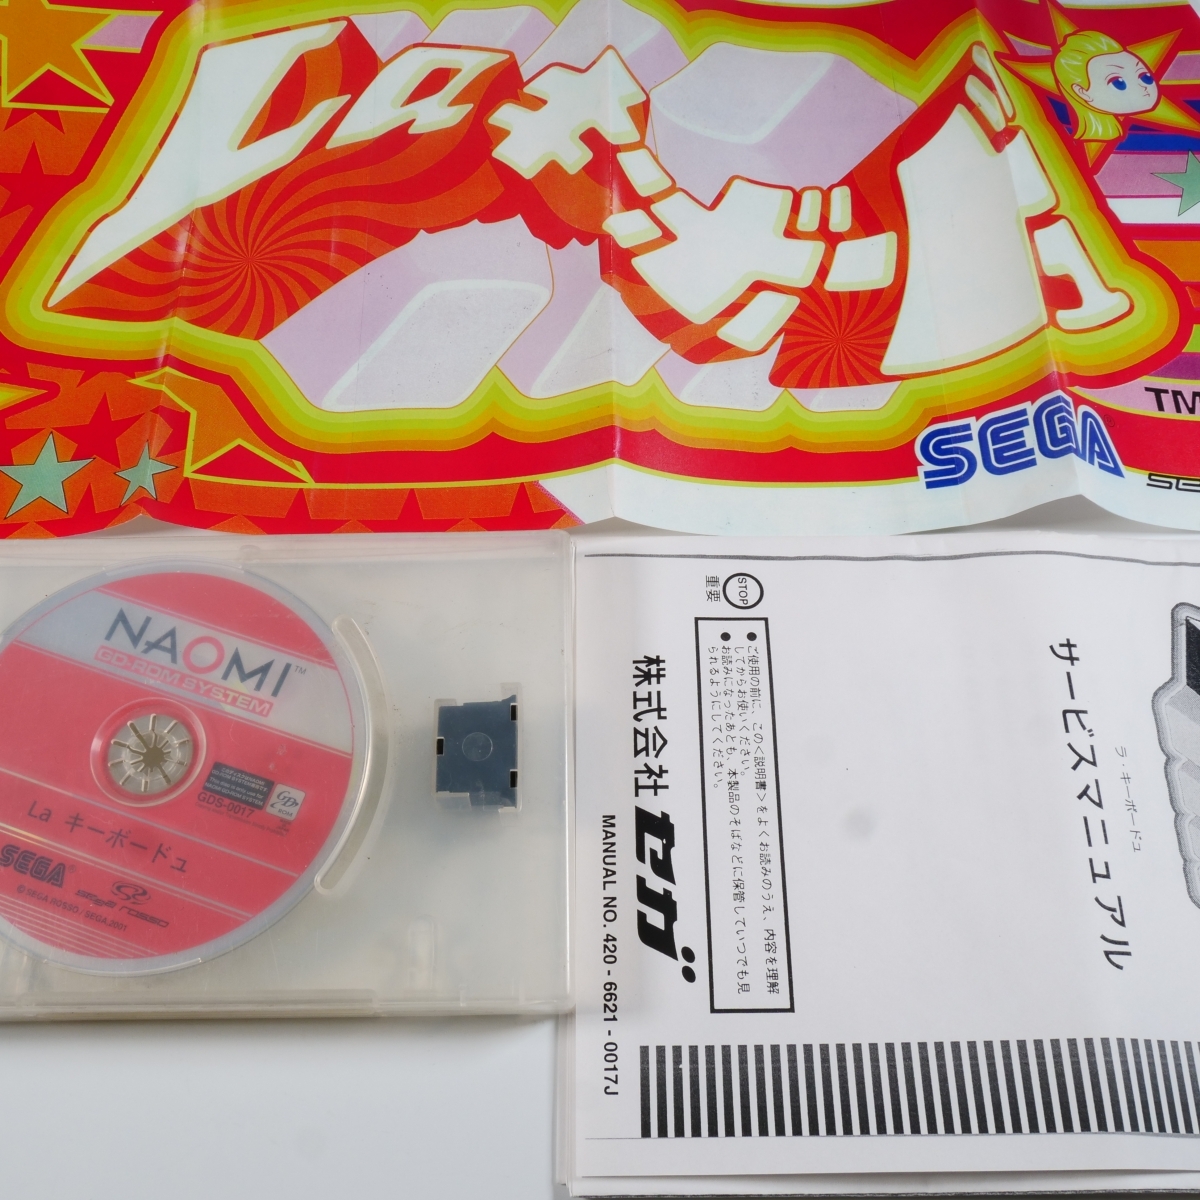 Laキーボードュ
TM
SEGA
NAOMI™
GD-ROM SYSTEM
GDS-0017
La キーボードュ
SEGA
© SEGA ROSSO / SEGA, 2001
STOP
重要
●ご使用の前に、この<説明書>をよくお読みのうえ、内容を理解
してからお使いください。
●お読みになったあとも、本製品のそばなどに保管していつでも見
られるようにしてください。
株式会社 セガ
MANUAL NO. 420 - 6621 - 0017J
ラ・キーボードュ
サービスマニュアル